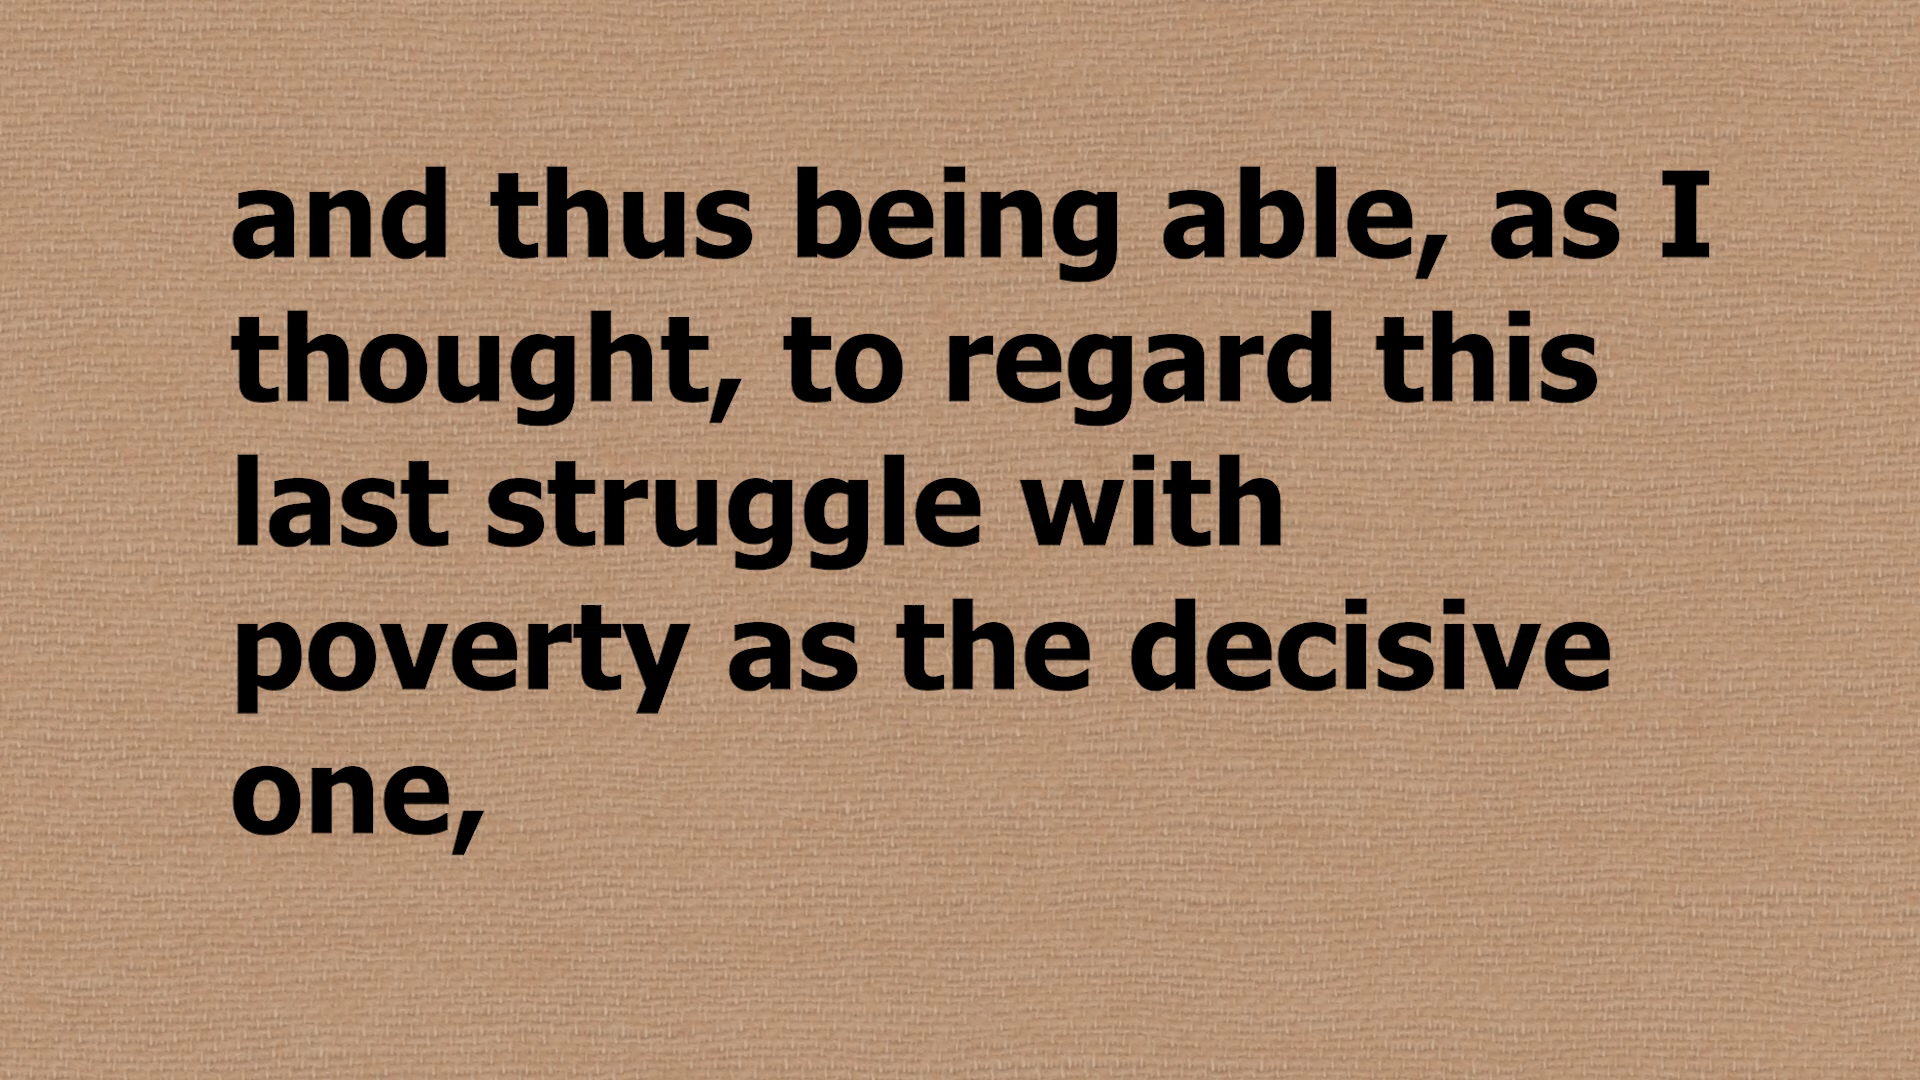 and thus being able, as I
thought, to regard this
last struggle with
poverty as the decisive
one,